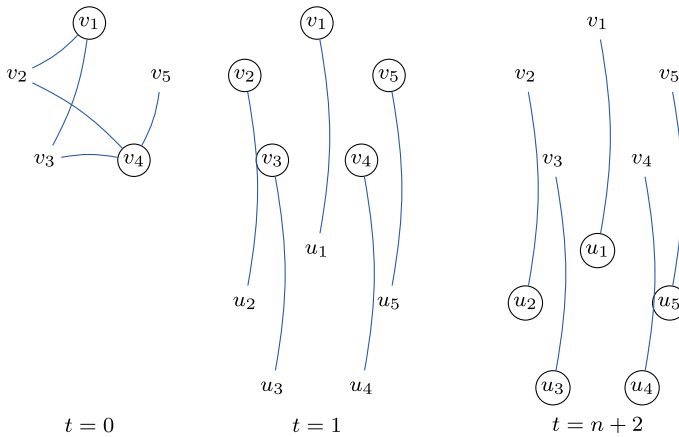 v₁ v₁ v₁
v₂ v₅ v₂ v₅ v₂ v₅
v₃ v₄ v₃ v₄ v₃ v₄
u₁ u₁
u₂ u₅ u₂ u₅
u₃ u₄ u₃ u₄
t = 0 t = 1 t = n + 2